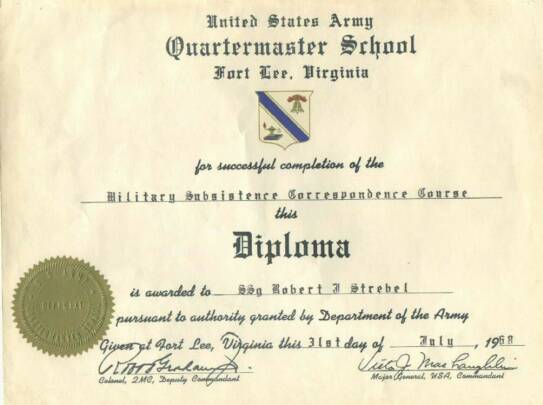 United States Army
Quartermaster School
Fort Lee, Virginia
for successful completion of the
Military Subsistence Correspondence Course
this
Diploma
is awarded to SSg Robert J Strebel
pursuant to authority granted by Department of the Army
Given at Fort Lee, Virginia this 31st day of July, 1968
Colonel, QMC, Deputy Commandant
Major General, USA, Commandant